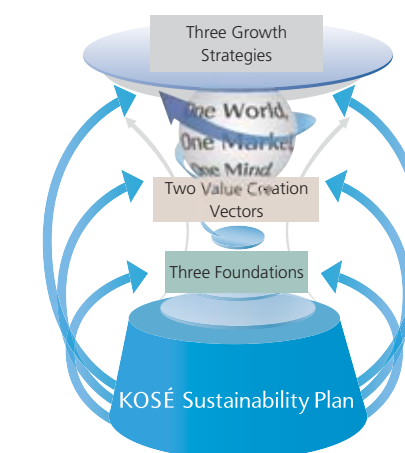 Three Growth
Strategies
One World,
One Market
One Mind
Two Value Creation
Vectors
Three Foundations
KOSÉ Sustainability Plan